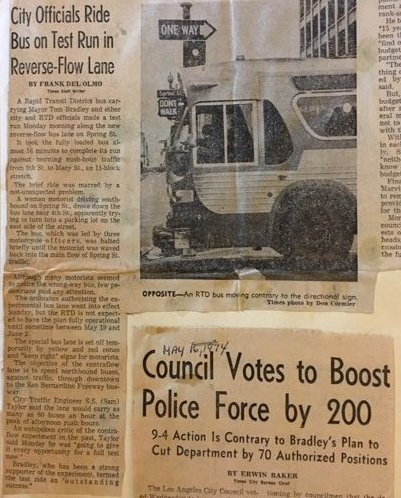 City Officials Ride
Bus on Test Run in
Reverse-Flow Lane
BY FRANK DEL OLMO
Times Staff Writer
A Rapid Transit District bus car-
rying Mayor Tom Bradley and other
city and RTD officials made a test
run Monday morning along the new
reverse-flow bus lane on Spring St.
It took the fully loaded bus al-
most 16 minutes to complete its run
against morning rush-hour traffic
from 9th St. to Macy St., an 11-block
stretch.
The brief ride was marred by a
not-unexpected problem.
A woman motorist driving south-
bound on Spring St., drove down the
bus lane near 4th St., apparently try-
ing to turn into a parking lot on the
east side of the street.
The bus, which was led by three
motorcycle officers, was halted
briefly until the motorist was waved
back into the main flow of Spring St.
traffic.
Although many motorists seemed
to notice the wrong-way bus, few pe-
destrians paid any attention.
The ordinance authorizing the ex-
perimental bus lane went into effect
Sunday, but the RTD is not expect-
ed to have the plan fully operational
until sometime between May 19 and
June 2.
The special bus lane is set off tem-
porarily by yellow and red cones
and "keep right" signs for motorists.
The objective of the contraflow
lane is to speed northbound buses,
against traffic, through downtown
to the San Bernardino Freeway bus-
way.
City Traffic Engineer S.S. (Sam)
Taylor said the lane would carry as
many as 80 buses an hour at the
peak of afternoon rush hours.
An outspoken critic of the contra-
flow experiment in the past, Taylor
said Monday he was "going to give
it every opportunity for a full test
now."
Bradley, who has been a strong
supporter of the experiment, termed
the test ride an "outstanding
success."
ONE WAY
Spring St
DONT
WALK
OPPOSITE—An RTD bus moving contrary to the directional sign.
Times photo by Don Cormier
MAY 16, 1974
Council Votes to Boost
Police Force by 200
9-4 Action Is Contrary to Bradley's Plan to
Cut Department by 70 Authorized Positions
BY ERWIN BAKER
Times City Bureau Chief
The Los Angeles City Council vot-